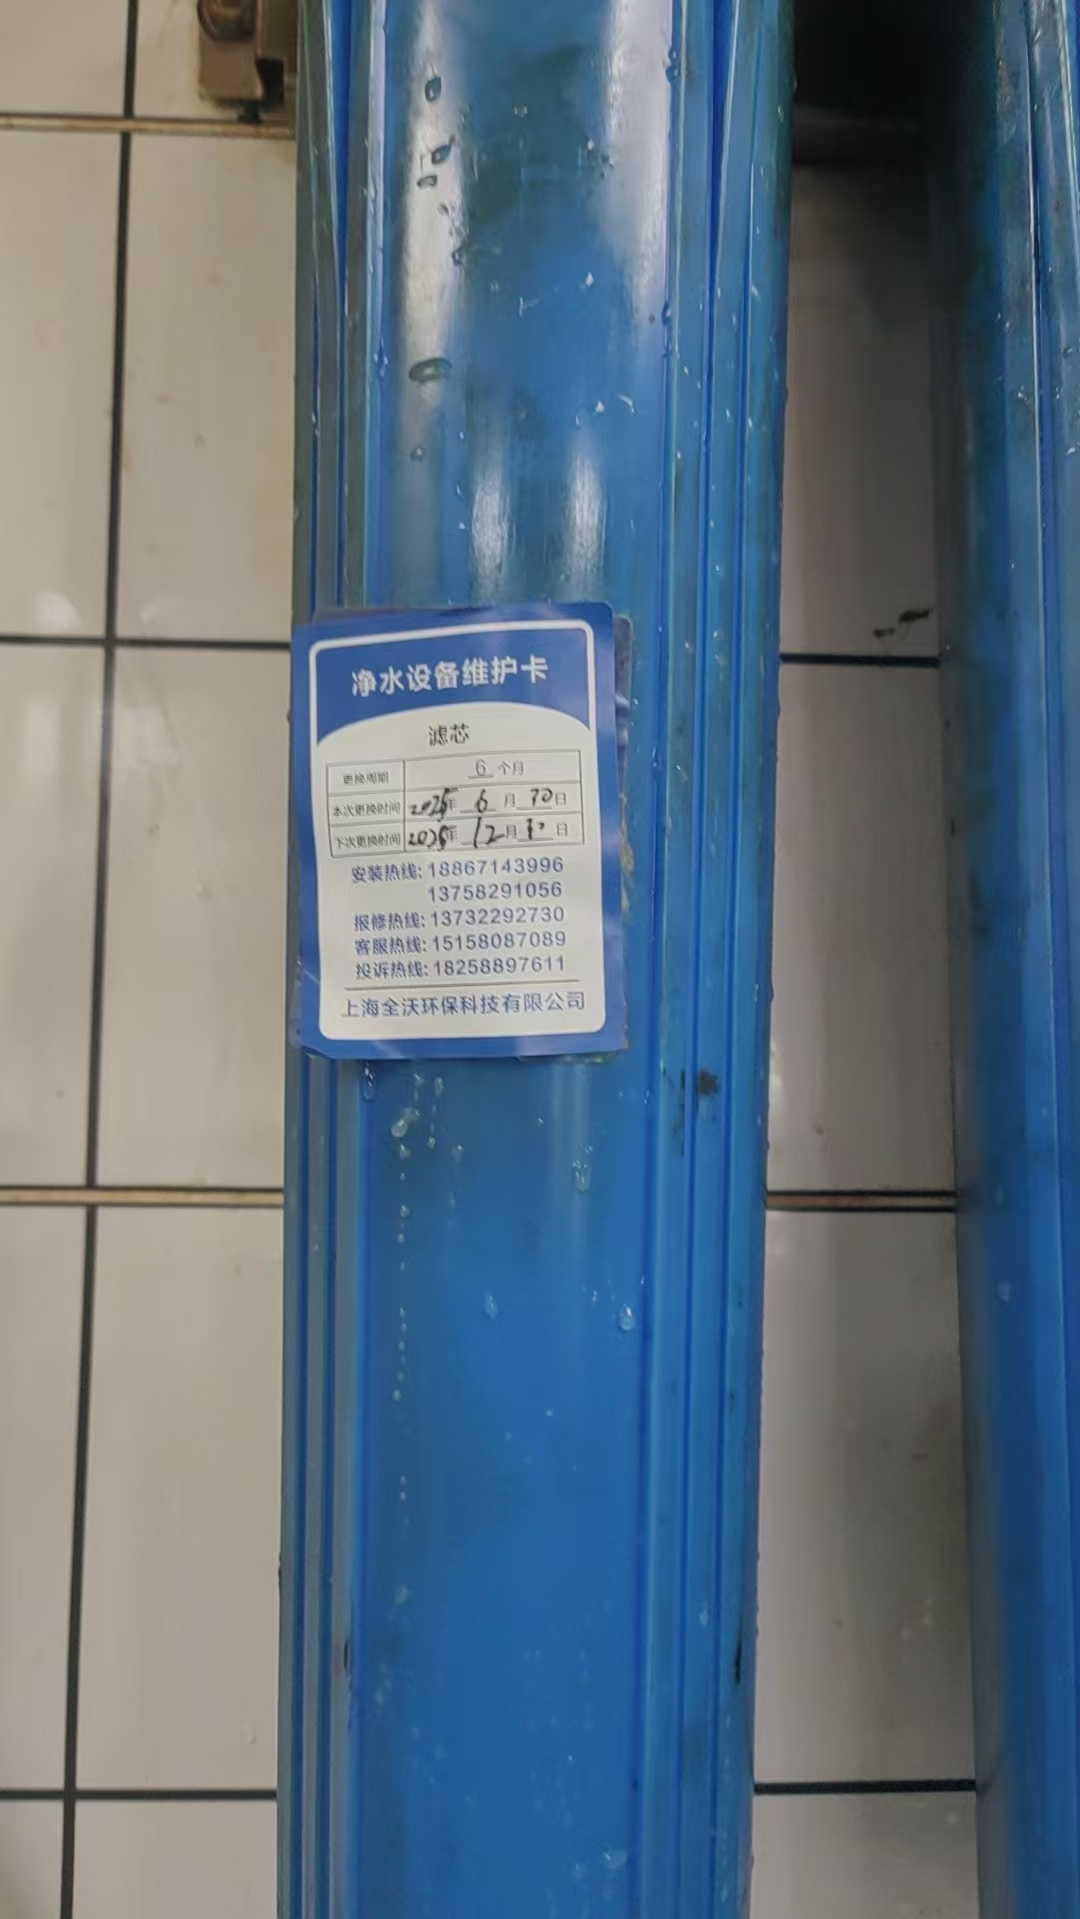 净水设备维护卡
滤芯
更换周期 6 个月
本次更换时间 2025年 6 月 30日
下次更换时间 2025年 12月 30日
安装热线: 18867143996
13758291056
报修热线: 13732292730
客服热线: 15158087089
投诉热线: 18258897611
上海全沃环保科技有限公司